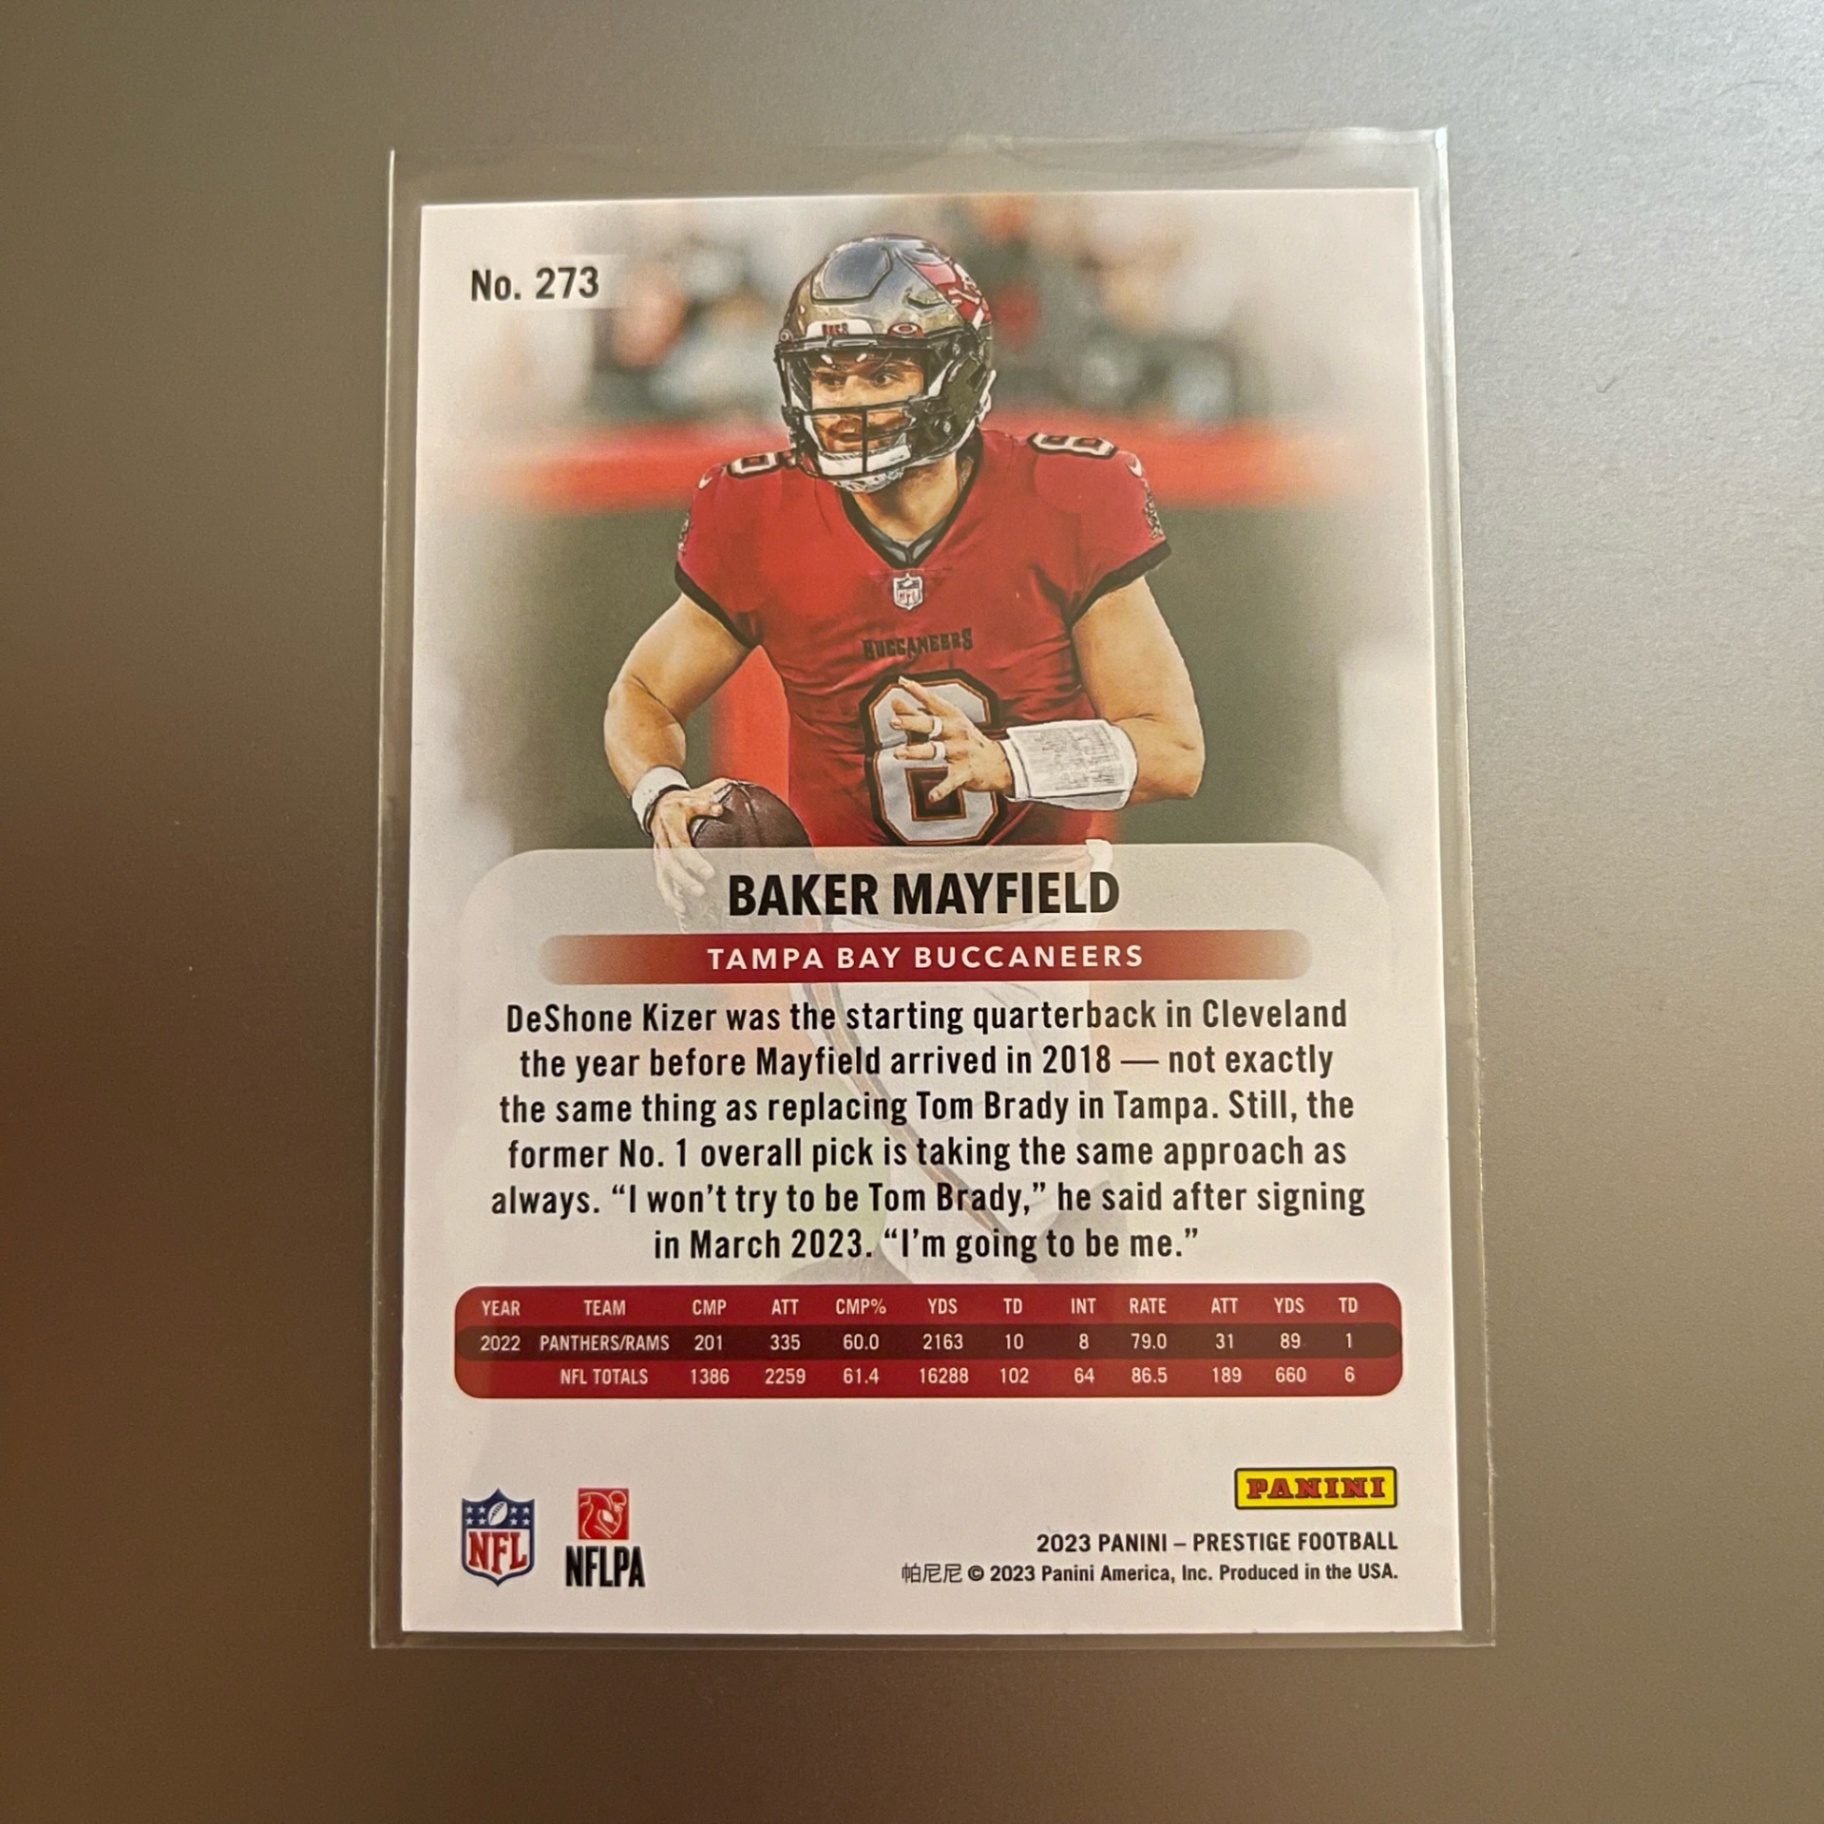 No. 273
BUCS
6
6
NFL
BUCCANEERS
6
BAKER MAYFIELD
TAMPA BAY BUCCANEERS
DeShone Kizer was the starting quarterback in Cleveland
the year before Mayfield arrived in 2018 — not exactly
the same thing as replacing Tom Brady in Tampa. Still, the
former No. 1 overall pick is taking the same approach as
always. “I won’t try to be Tom Brady,” he said after signing
in March 2023. “I’m going to be me.”
YEAR TEAM CMP ATT CMP% YDS TD INT RATE ATT YDS TD
2022 PANTHERS/RAMS 201 335 60.0 2163 10 8 79.0 31 89 1
NFL TOTALS 1386 2259 61.4 16288 102 64 86.5 189 660 6
PANINI
NFL
NFLPA
2023 PANINI – PRESTIGE FOOTBALL
帕尼尼 © 2023 Panini America, Inc. Produced in the USA.